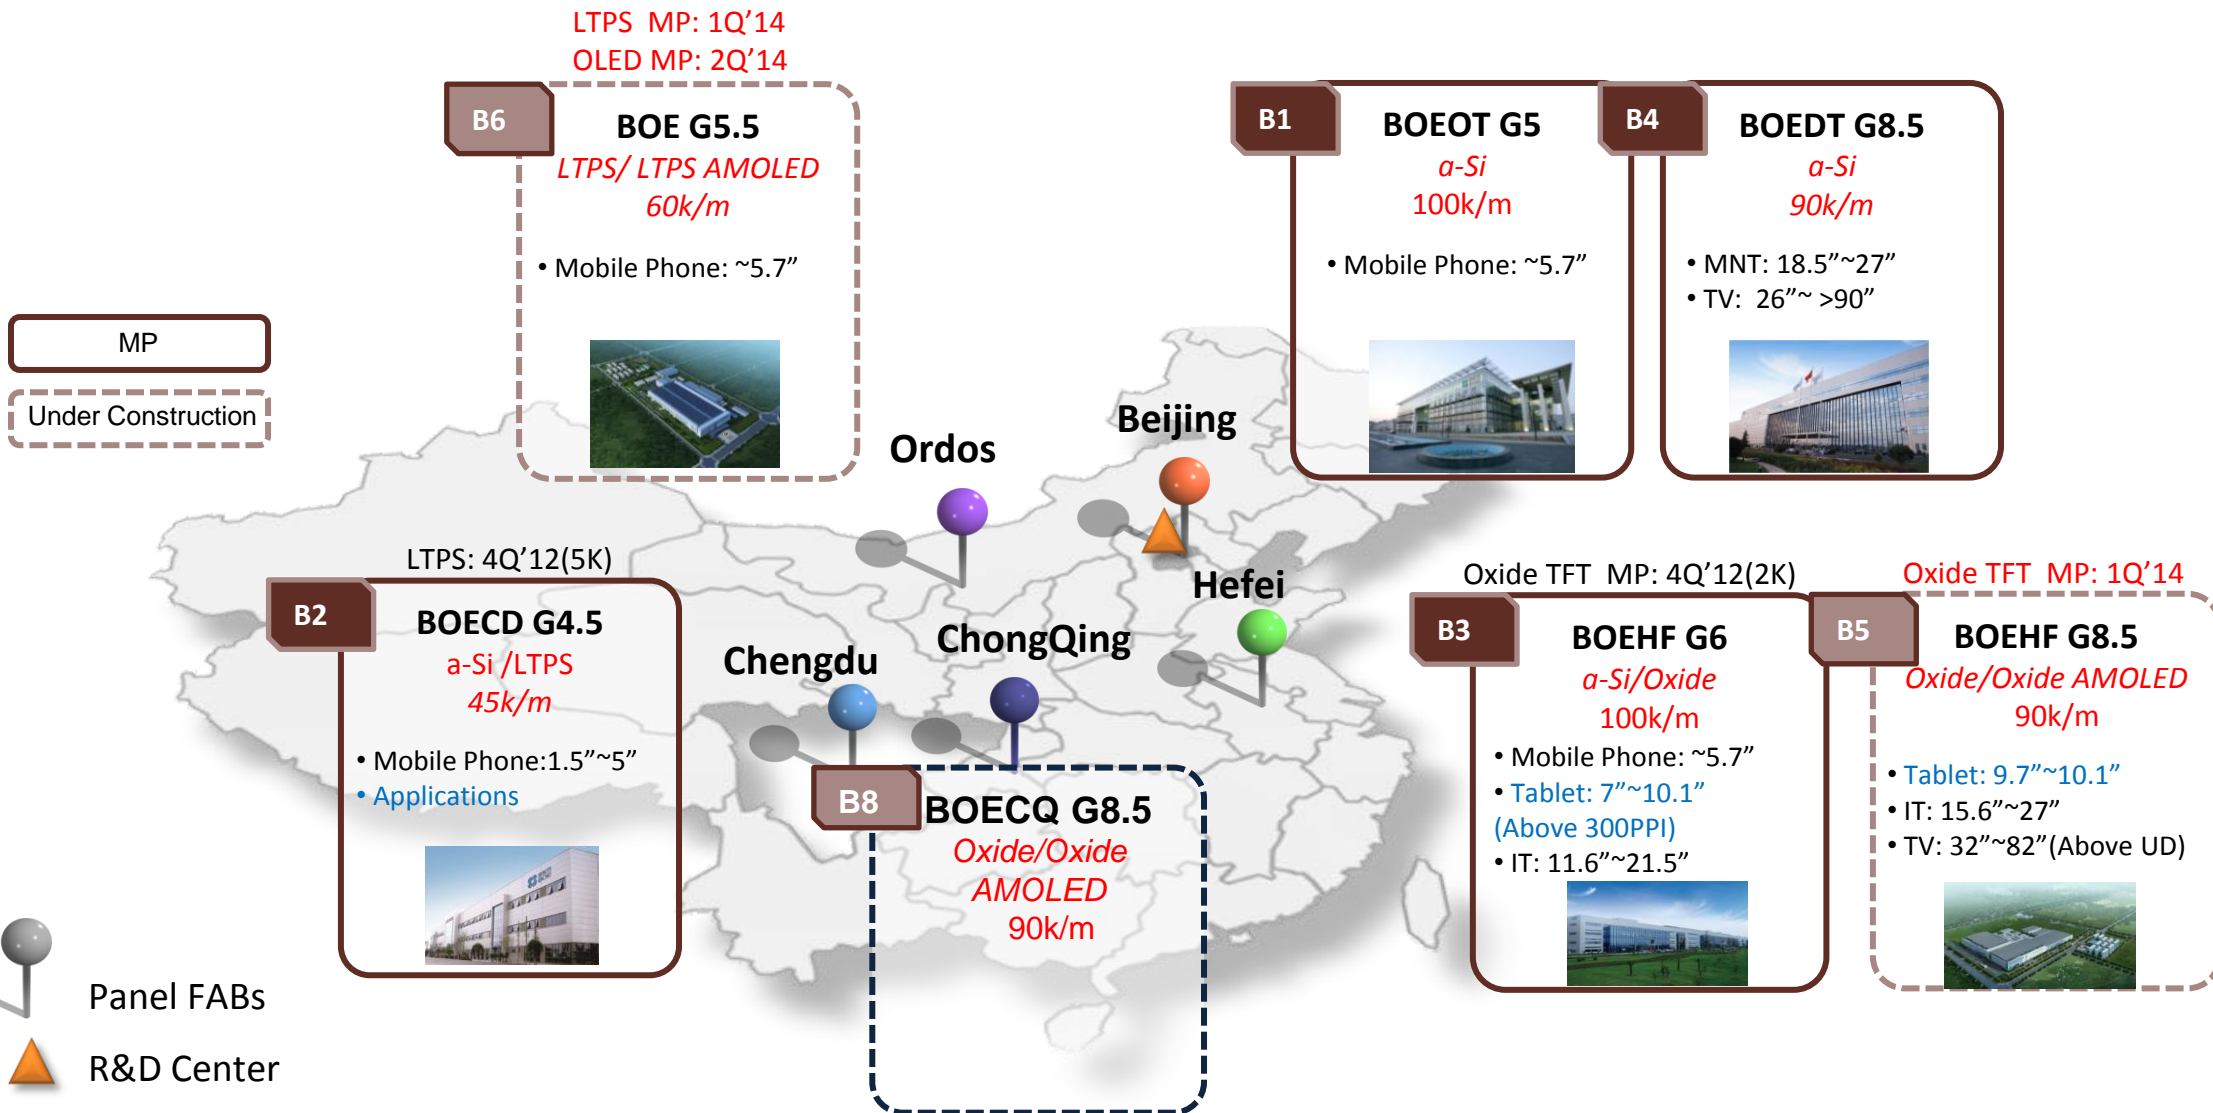 LTPS MP: 1Q’14
OLED MP: 2Q’14
B6
BOE G5.5
LTPS/ LTPS AMOLED
60k/m
• Mobile Phone: ~5.7”
B1
BOEOT G5
a-Si
100k/m
• Mobile Phone: ~5.7”
B4
BOEDT G8.5
a-Si
90k/m
• MNT: 18.5”~27”
• TV: 26”~ >90”
MP
Under Construction
Ordos
Beijing
Hefei
ChongQing
Chengdu
LTPS: 4Q’12(5K)
B2
BOECD G4.5
a-Si /LTPS
45k/m
• Mobile Phone:1.5”~5”
• Applications
B8
BOECQ G8.5
Oxide/Oxide
AMOLED
90k/m
Oxide TFT MP: 4Q’12(2K)
B3
BOEHF G6
a-Si/Oxide
100k/m
• Mobile Phone: ~5.7”
• Tablet: 7”~10.1”
(Above 300PPI)
• IT: 11.6”~21.5”
Oxide TFT MP: 1Q’14
B5
BOEHF G8.5
Oxide/Oxide AMOLED
90k/m
• Tablet: 9.7”~10.1”
• IT: 15.6”~27”
• TV: 32”~82”(Above UD)
Panel FABs
R&D Center